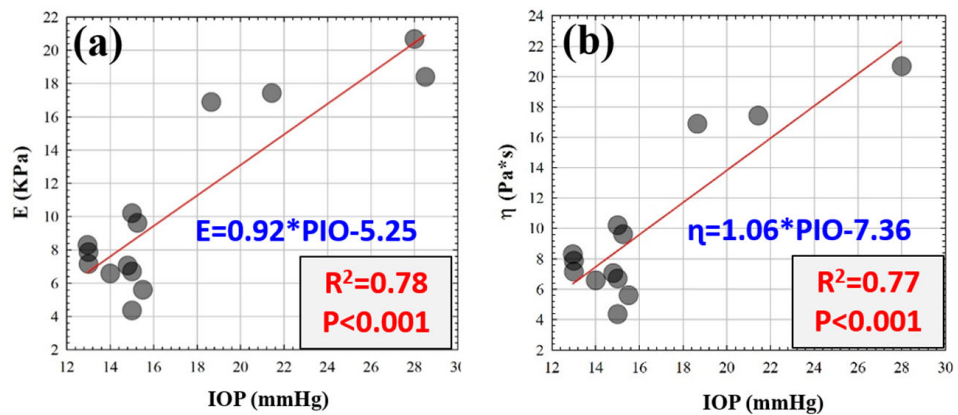 (a)
22
20
18
16
14
12
10
8
6
4
2
E (KPa)
E=0.92*PIO-5.25
R²=0.78
P<0.001
12 14 16 18 20 22 24 26 28 30
IOP (mmHg)
(b)
24
22
20
18
16
14
12
10
8
6
4
2
η (Pa*s)
η=1.06*PIO-7.36
R²=0.77
P<0.001
12 14 16 18 20 22 24 26 28 30
IOP (mmHg)